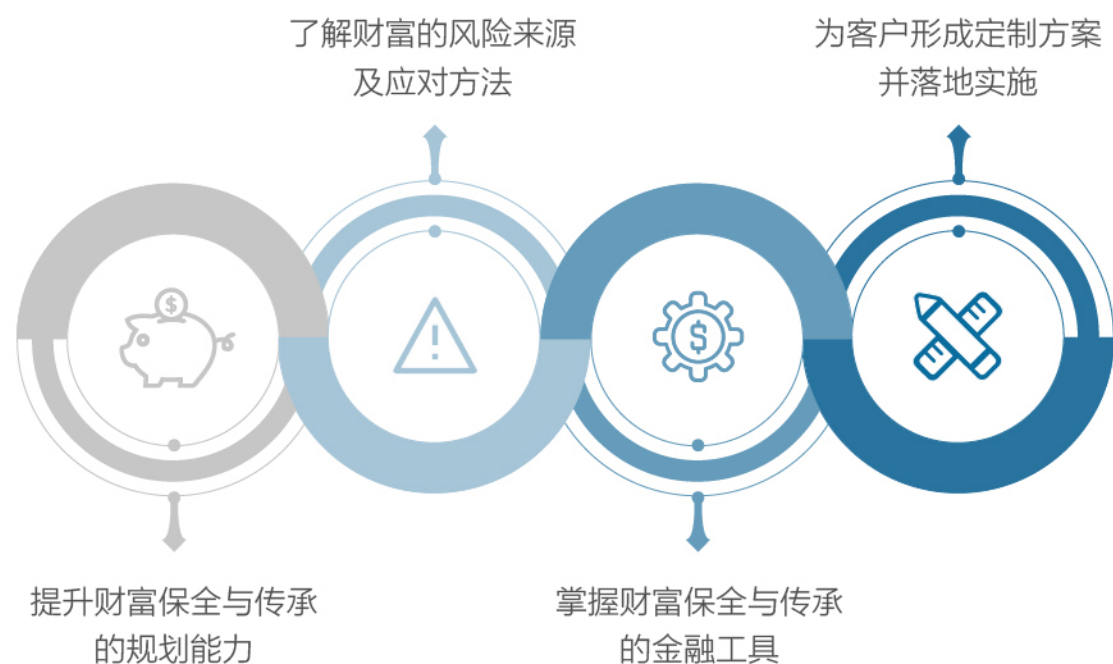 了解财富的风险来源
及应对方法
为客户形成定制方案
并落地实施
$
$
提升财富保全与传承
的规划能力
掌握财富保全与传承
的金融工具